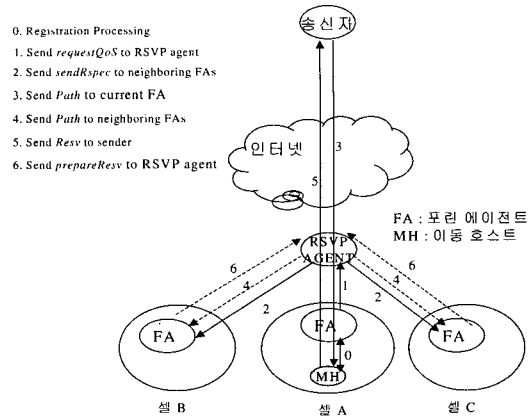 송신자
0. Registration Processing
1. Send requestQoS to RSVP agent
2. Send sendRspec to neighboring FAs
3. Send Path to current FA
4. Send Path to neighboring FAs
5. Send Resv to sender
6. Send prepareResv to RSVP agent
인터넷
3
5
FA : 포린 에이전트
MH : 이동 호스트
RSVP
AGENT
6
4
2
1
6
4
2
FA
FA
FA
0
MH
셀 B
셀 A
셀 C